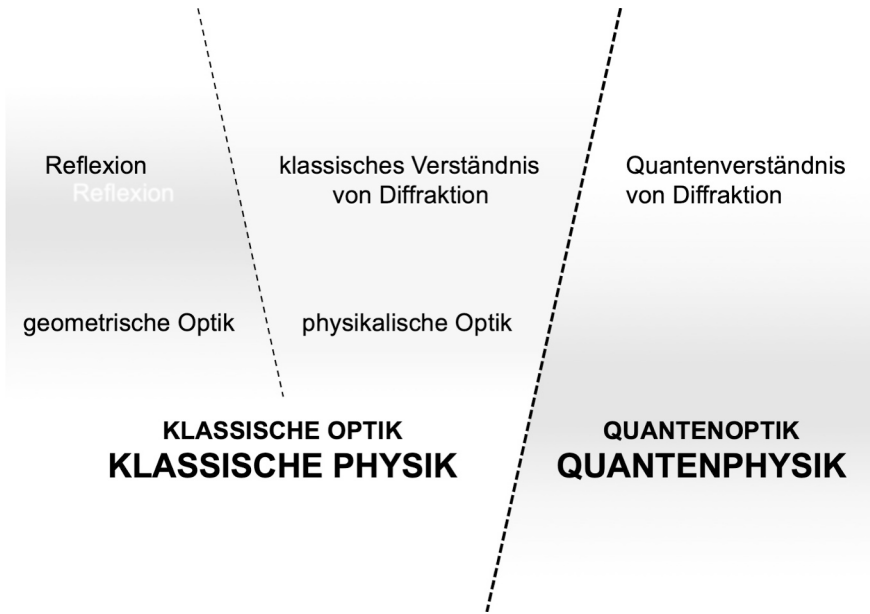 Reflexion
Reflexion
klassisches Verständnis
von Diffraktion
Quantenverständnis
von Diffraktion
geometrische Optik
physikalische Optik
KLASSISCHE OPTIK
KLASSISCHE PHYSIK
QUANTENOPTIK
QUANTENPHYSIK